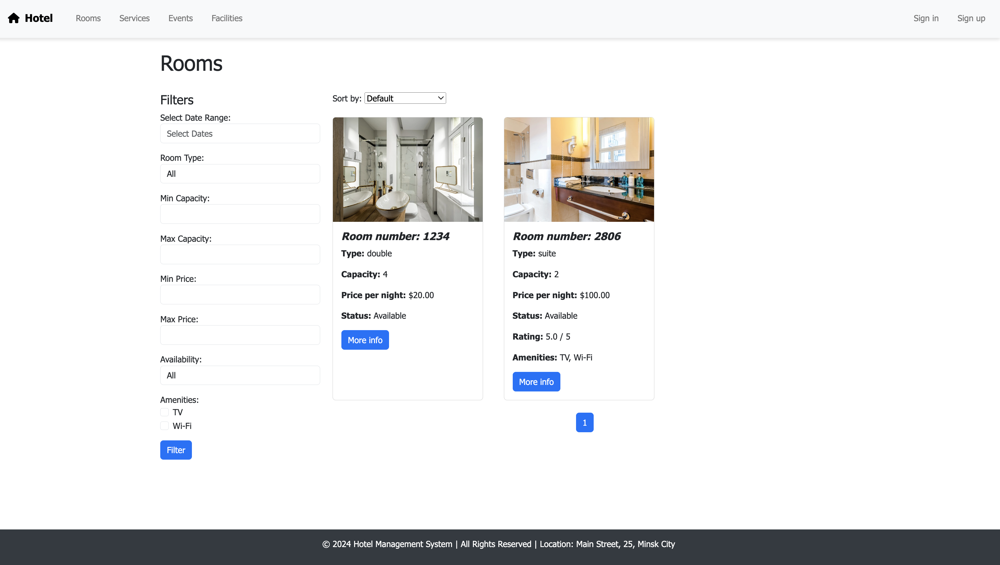 Hotel Rooms Services Events Facilities Sign in Sign up
Rooms
Filters
Select Date Range:
Select Dates
Room Type:
All
Min Capacity:
Max Capacity:
Min Price:
Max Price:
Availability:
All
Amenities:
TV
Wi-Fi
Filter
Sort by: Default
Room number: 1234
Type: double
Capacity: 4
Price per night: $20.00
Status: Available
More info
Room number: 2806
Type: suite
Capacity: 2
Price per night: $100.00
Status: Available
Rating: 5.0 / 5
Amenities: TV, Wi-Fi
More info
1
© 2024 Hotel Management System | All Rights Reserved | Location: Main Street, 25, Minsk City